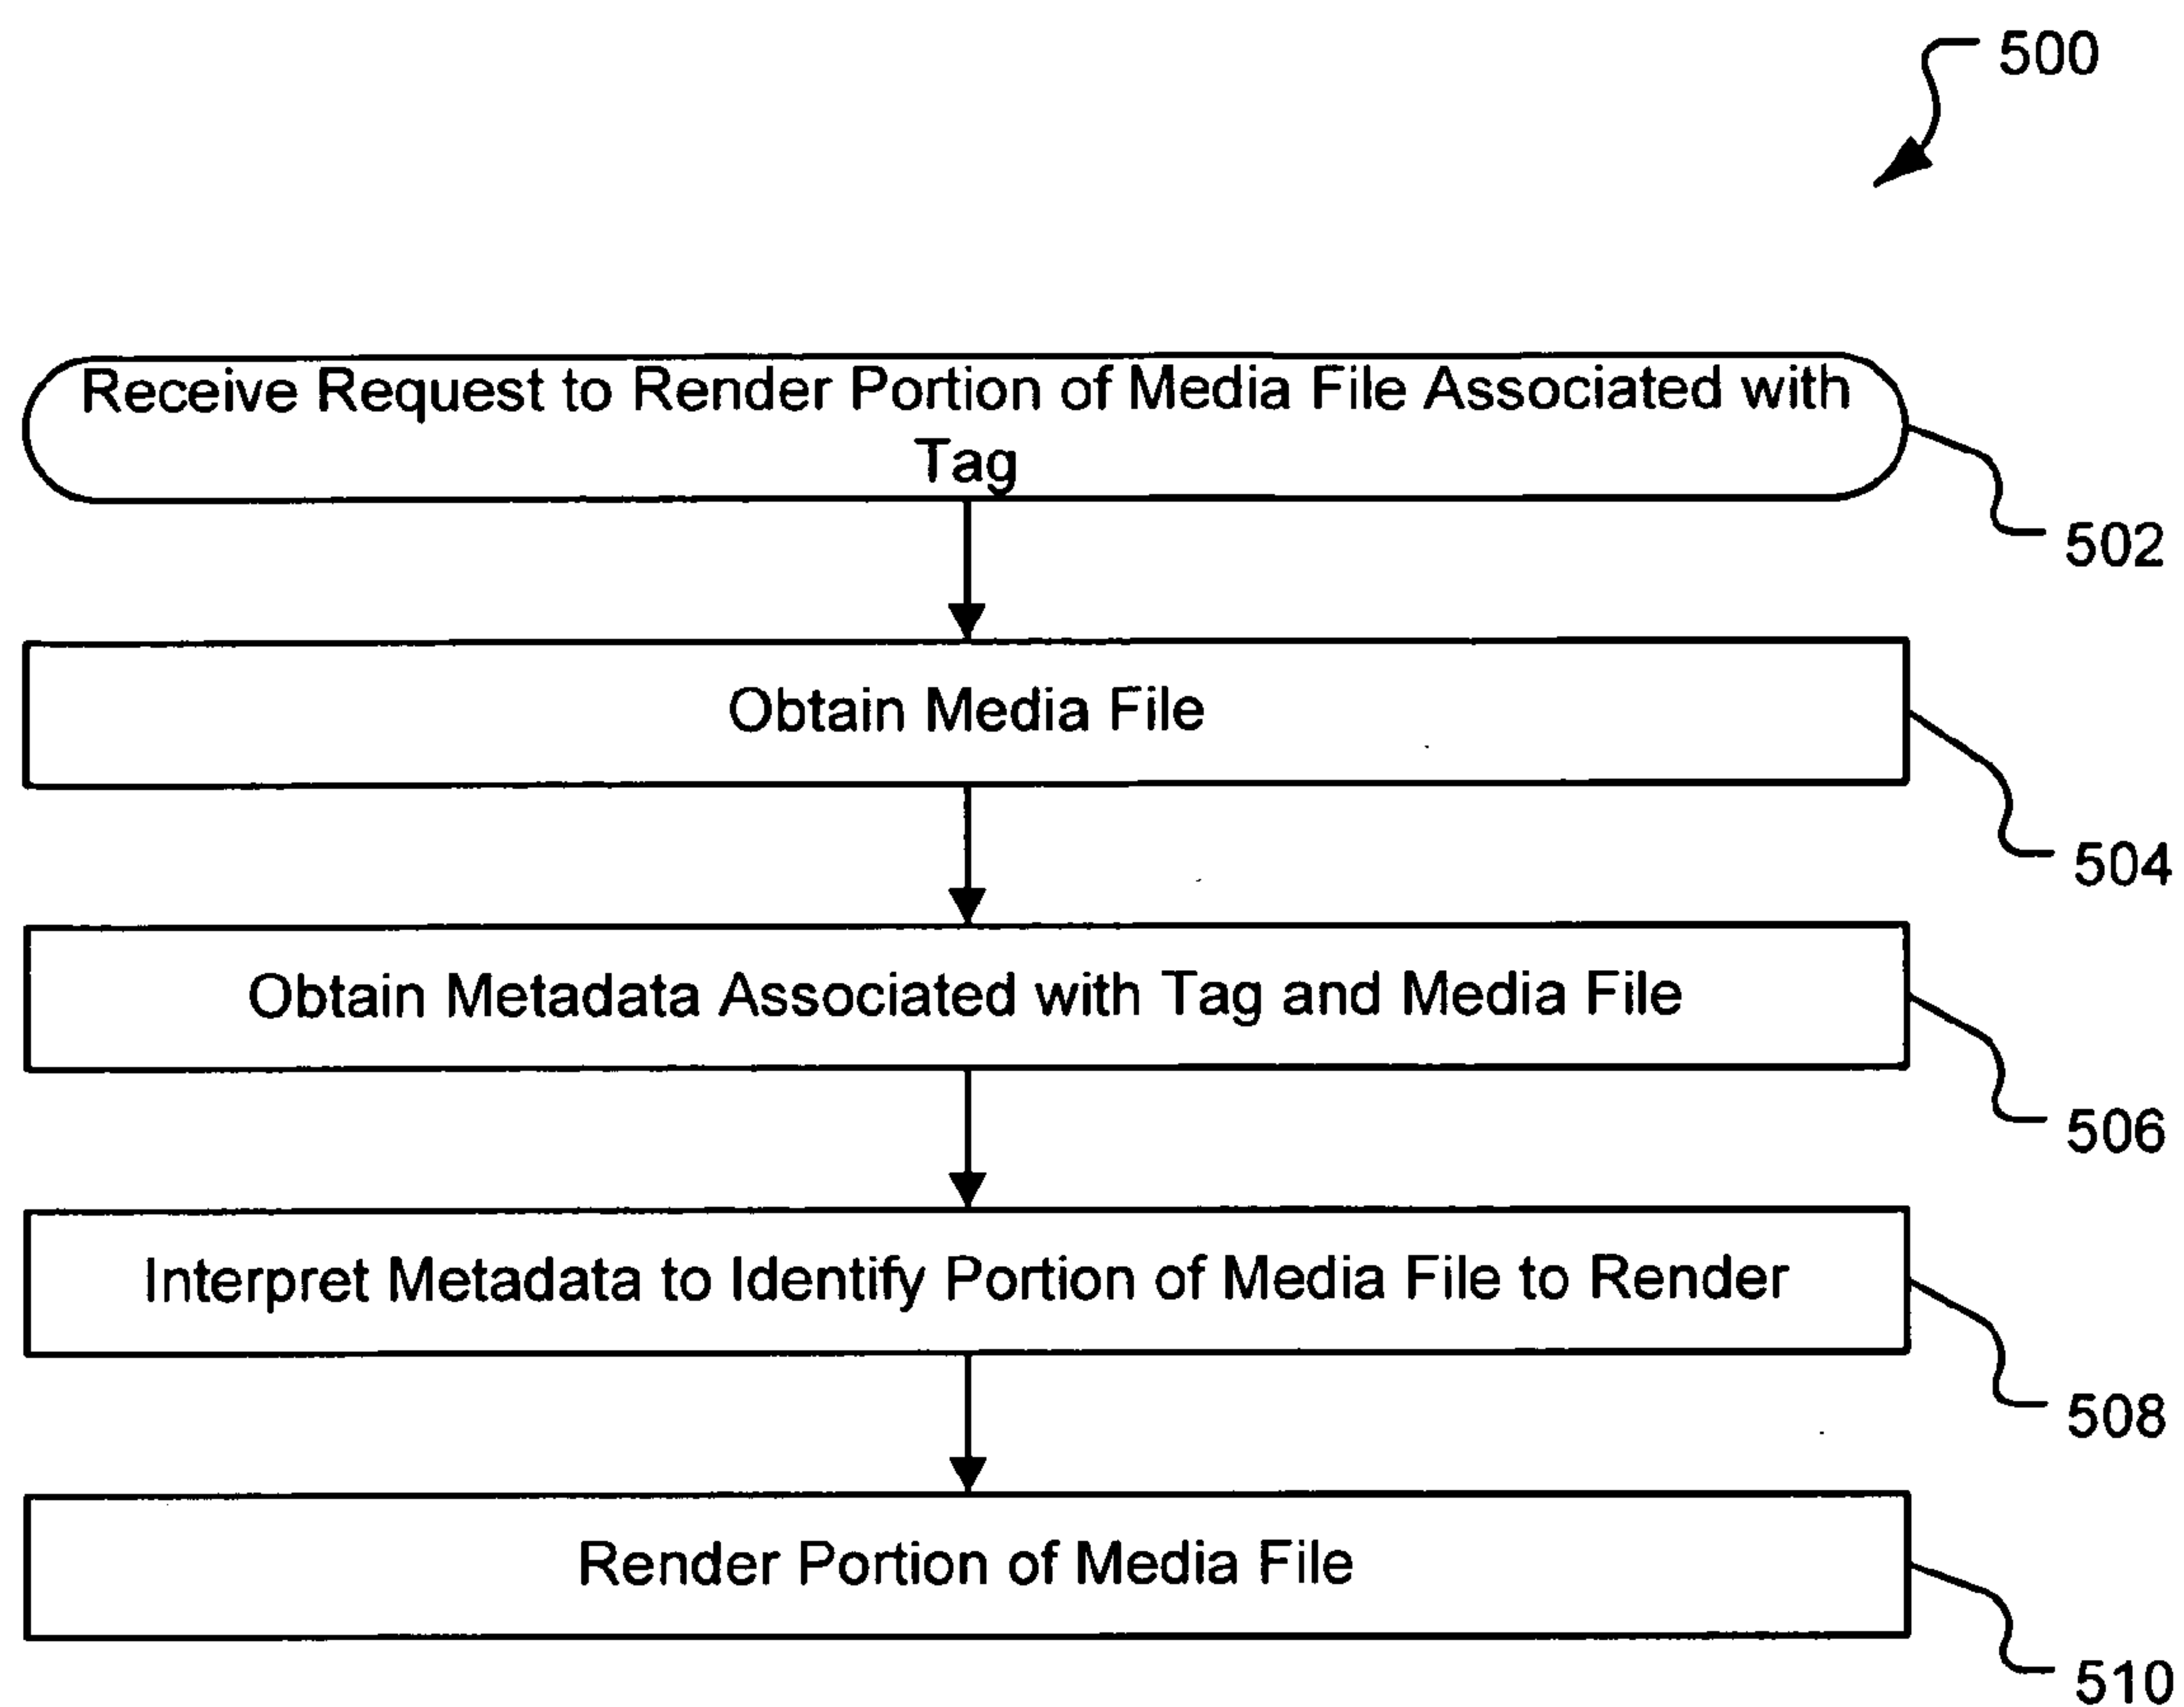 500
Receive Request to Render Portion of Media File Associated with
Tag
502
Obtain Media File
504
Obtain Metadata Associated with Tag and Media File
506
Interpret Metadata to Identify Portion of Media File to Render
508
Render Portion of Media File
510